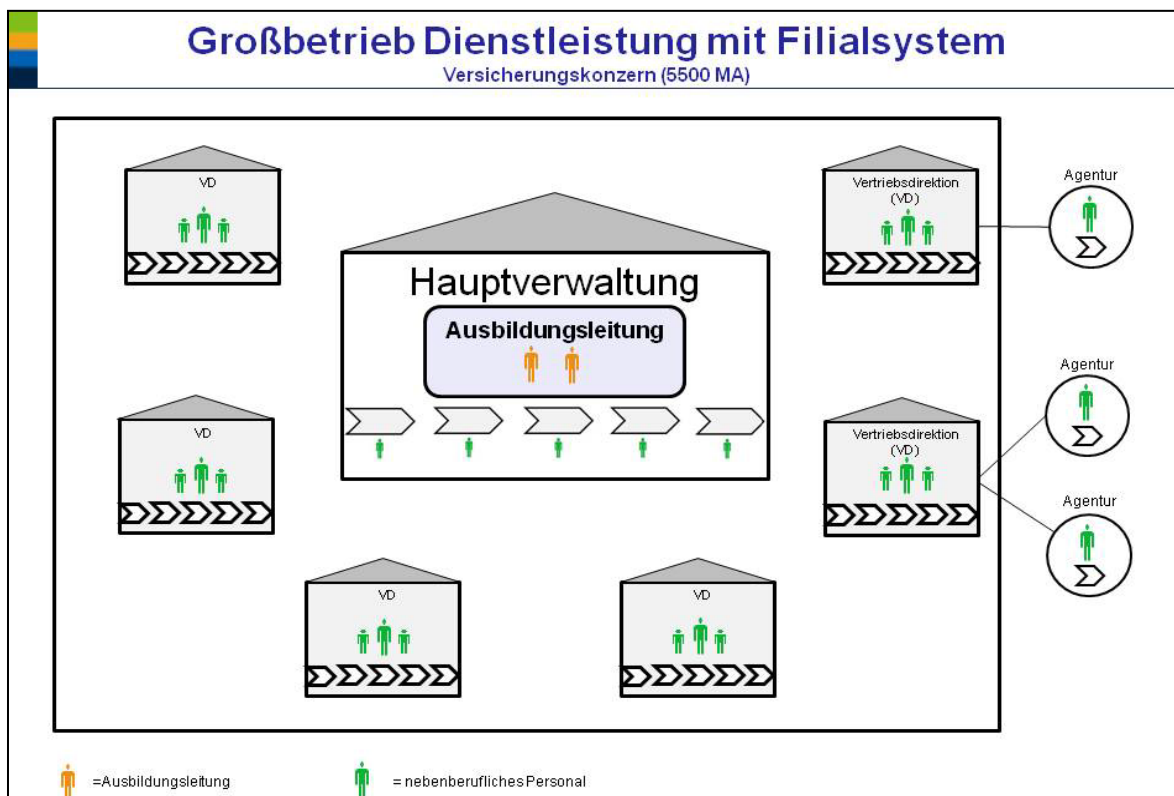 Großbetrieb Dienstleistung mit Filialsystem
Versicherungskonzern (5500 MA)
VD
Vertriebsdirektion
(VD)
Agentur
Hauptverwaltung
Ausbildungsleitung
VD
Vertriebsdirektion
(VD)
Agentur
Agentur
VD
VD
=Ausbildungsleitung
= nebenberufliches Personal